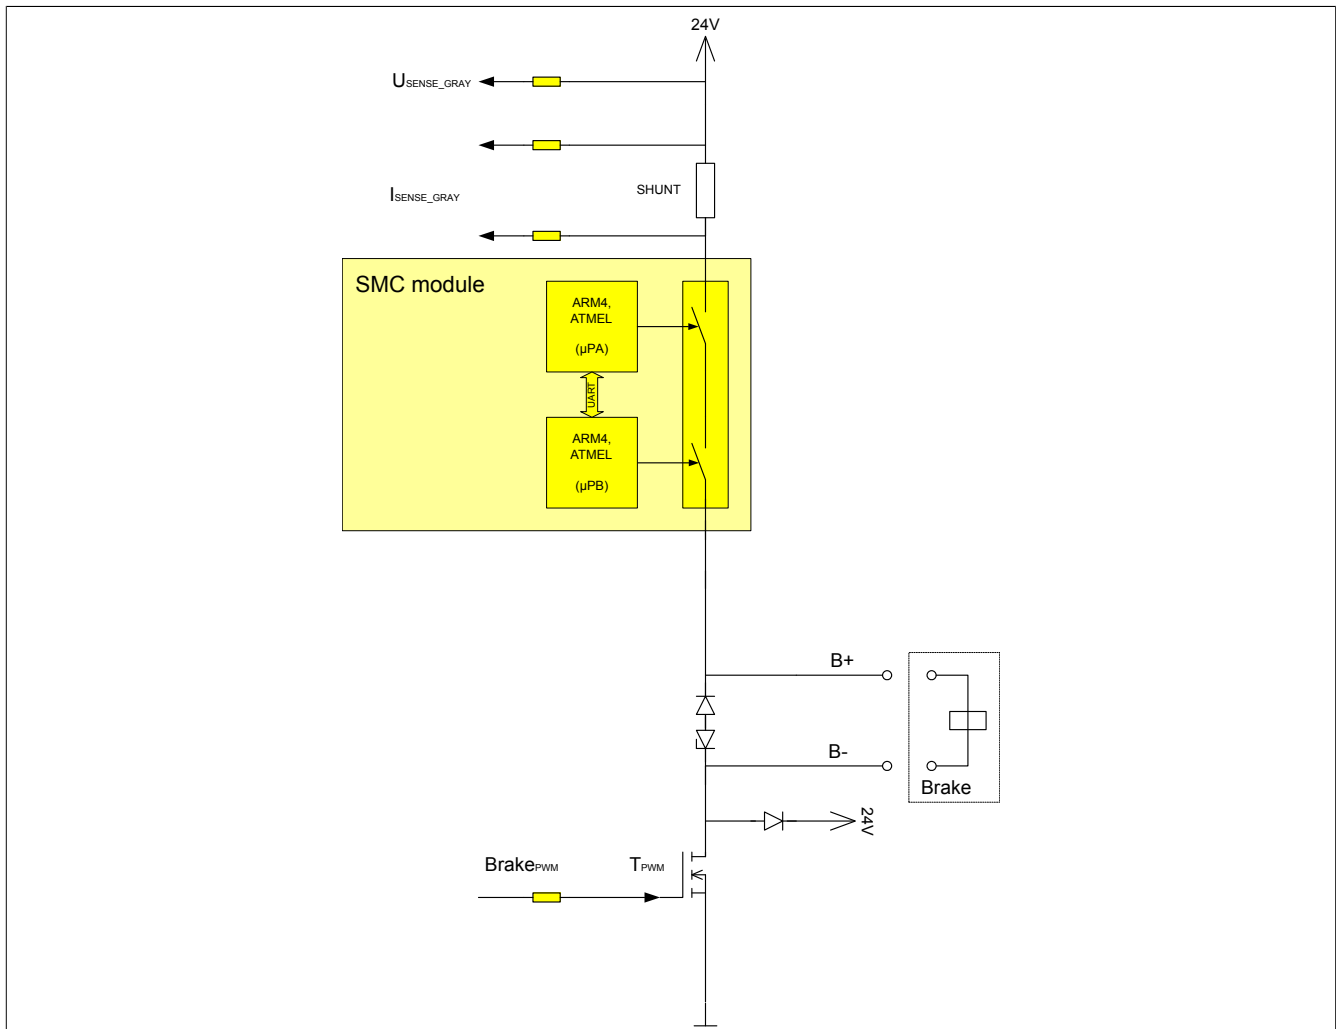 24V
USENSE_GRAY
SHUNT
ISENSE_GRAY
SMC module
ARM4,
ATMEL
(µPA)
UART
ARM4,
ATMEL
(µPB)
B+
B-
Brake
24V
BrakePWM
TPWM